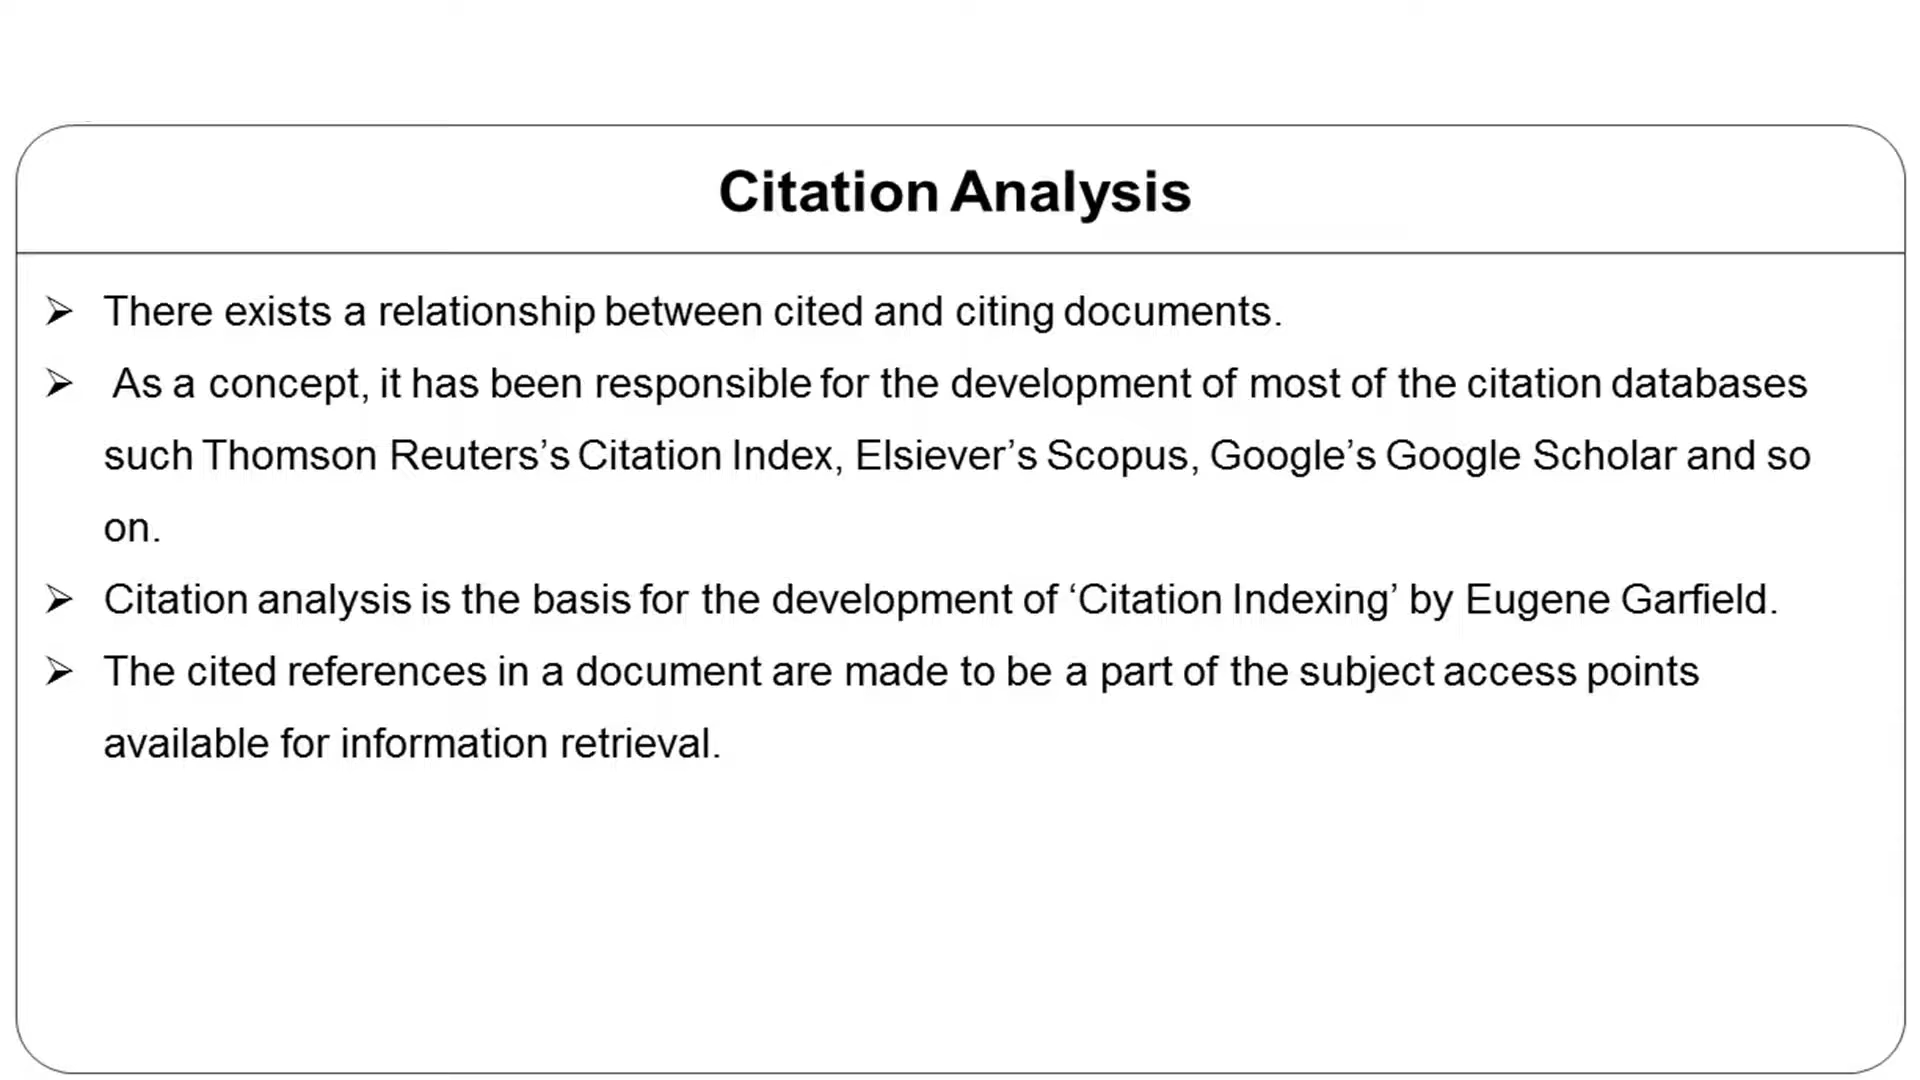 Citation Analysis
➢ There exists a relationship between cited and citing documents.
➢ As a concept, it has been responsible for the development of most of the citation databases
such Thomson Reuters’s Citation Index, Elsiever’s Scopus, Google’s Google Scholar and so
on.
➢ Citation analysis is the basis for the development of ‘Citation Indexing’ by Eugene Garfield.
➢ The cited references in a document are made to be a part of the subject access points
available for information retrieval.